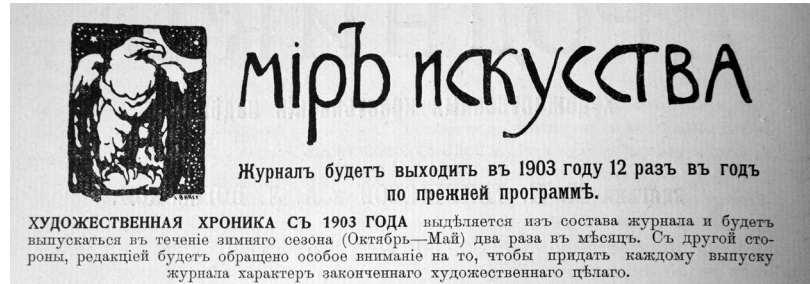 мiръ искусства
Журналъ будетъ выходить въ 1903 году 12 разъ въ годъ
по прежней программѣ.
ХУДОЖЕСТВЕННАЯ ХРОНИКА СЪ 1903 ГОДА выдѣляется изъ состава журнала и будетъ
выпускаться въ теченіе зимняго сезона (Октябрь—Май) два раза въ мѣсяцъ. Съ другой сто-
роны, редакціей будетъ обращено особое вниманіе на то, чтобы придать каждому выпуску
журнала характеръ законченнаго художественнаго цѣлаго.